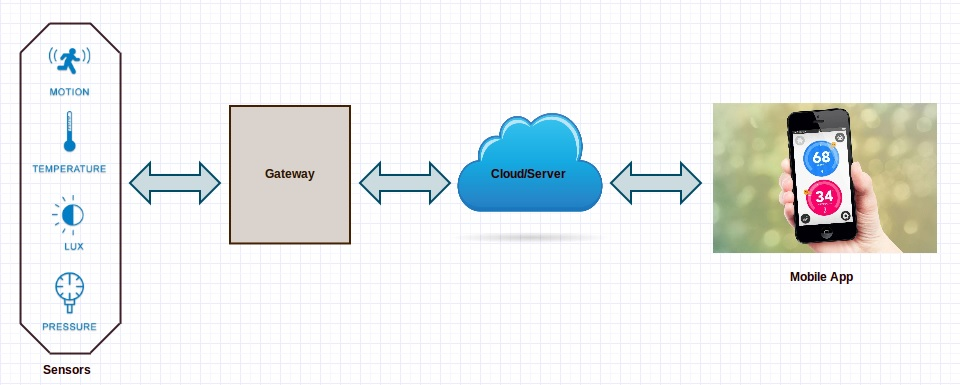 MOTION
TEMPERATURE
LUX
PRESSURE
Sensors
Gateway
Cloud/Server
68
34
Mobile App